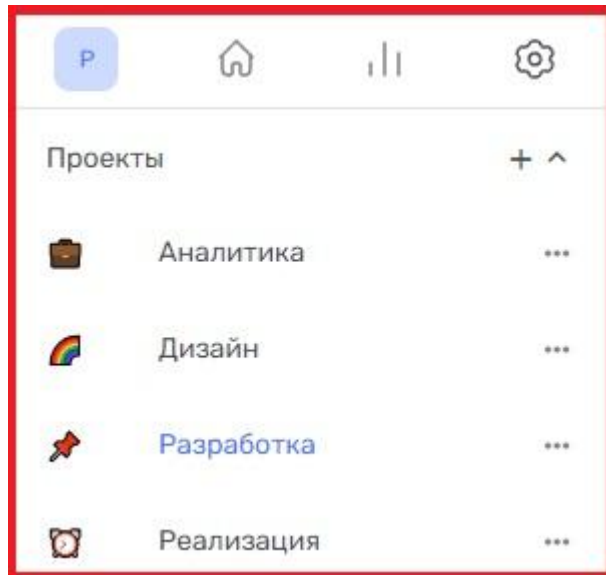 P
Проекты
Аналитика
Дизайн
Разработка
Реализация